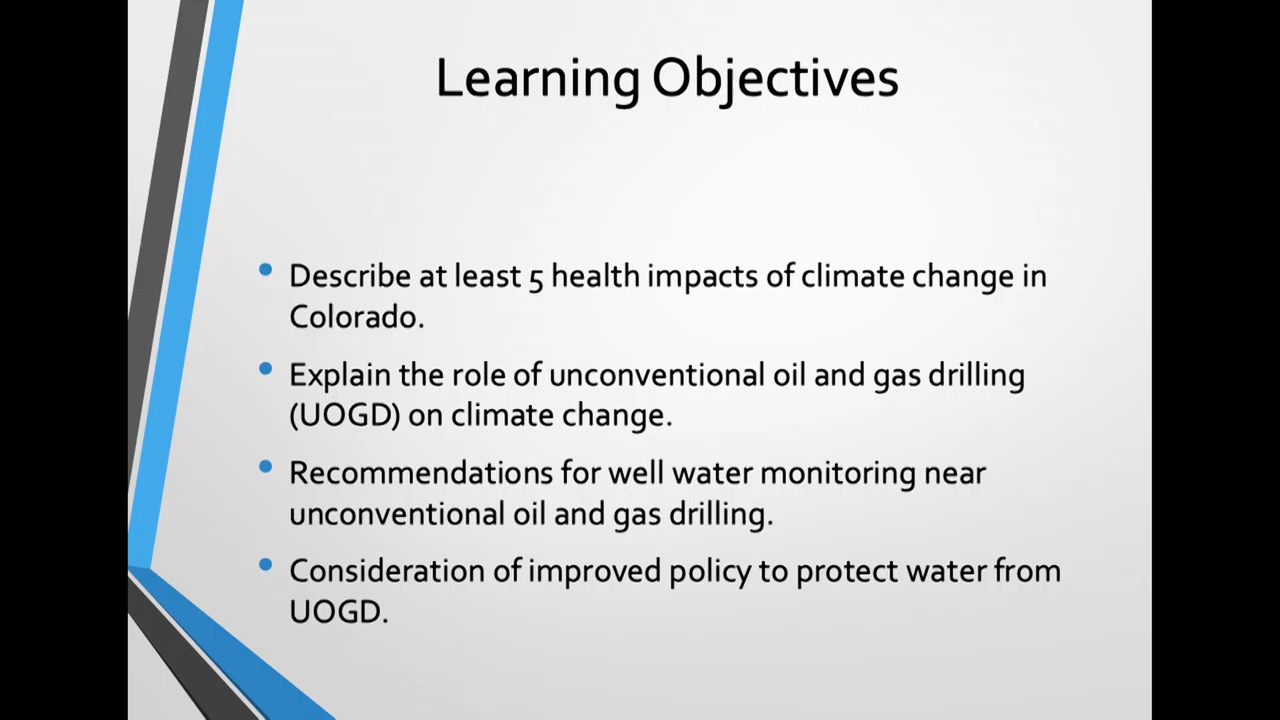 Learning Objectives
• Describe at least 5 health impacts of climate change in
Colorado.
• Explain the role of unconventional oil and gas drilling
(UOGD) on climate change.
• Recommendations for well water monitoring near
unconventional oil and gas drilling.
• Consideration of improved policy to protect water from
UOGD.